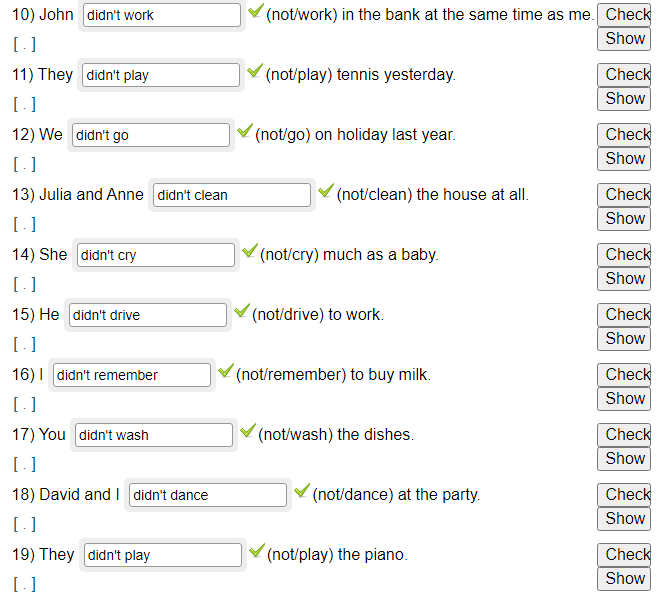 10) John didn't work (not/work) in the bank at the same time as me. Check
[ . ] Show
11) They didn't play (not/play) tennis yesterday. Check
[ . ] Show
12) We didn't go (not/go) on holiday last year. Check
[ . ] Show
13) Julia and Anne didn't clean (not/clean) the house at all. Check
[ . ] Show
14) She didn't cry (not/cry) much as a baby. Check
[ . ] Show
15) He didn't drive (not/drive) to work. Check
[ . ] Show
16) I didn't remember (not/remember) to buy milk. Check
[ . ] Show
17) You didn't wash (not/wash) the dishes. Check
[ . ] Show
18) David and I didn't dance (not/dance) at the party. Check
[ . ] Show
19) They didn't play (not/play) the piano. Check
[ . ] Show